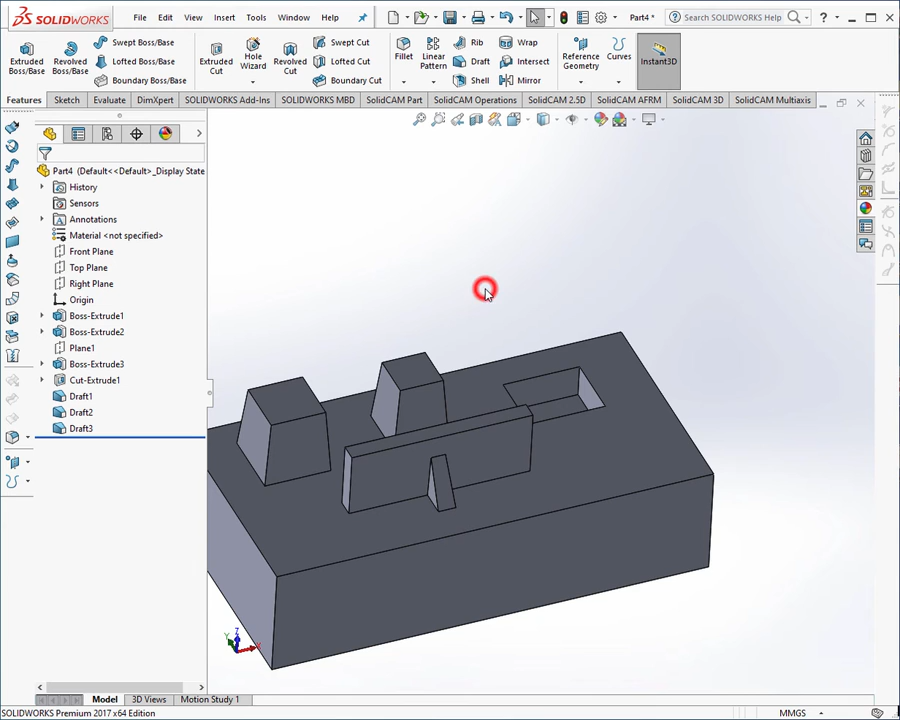 SOLIDWORKS File Edit View Insert Tools Window Help Part4 * Search SOLIDWORKS Help
Extruded Boss/Base
Revolved Boss/Base
Swept Boss/Base
Lofted Boss/Base
Boundary Boss/Base
Extruded Cut
Hole Wizard
Revolved Cut
Swept Cut
Lofted Cut
Boundary Cut
Fillet
Linear Pattern
Rib
Draft
Shell
Wrap
Intersect
Mirror
Reference Geometry
Curves
Instant3D
Features Sketch Evaluate DimXpert SOLIDWORKS Add-Ins SOLIDWORKS MBD SolidCAM Part SolidCAM Operations SolidCAM 2.5D SolidCAM AFRM SolidCAM 3D SolidCAM Multiaxis
Part4 (Default<<Default>_Display State
History
Sensors
Annotations
Material <not specified>
Front Plane
Top Plane
Right Plane
Origin
Boss-Extrude1
Boss-Extrude2
Plane1
Boss-Extrude3
Cut-Extrude1
Draft1
Draft2
Draft3
Z
Y
X
Model 3D Views Motion Study 1
SOLIDWORKS Premium 2017 x64 Edition MMGS